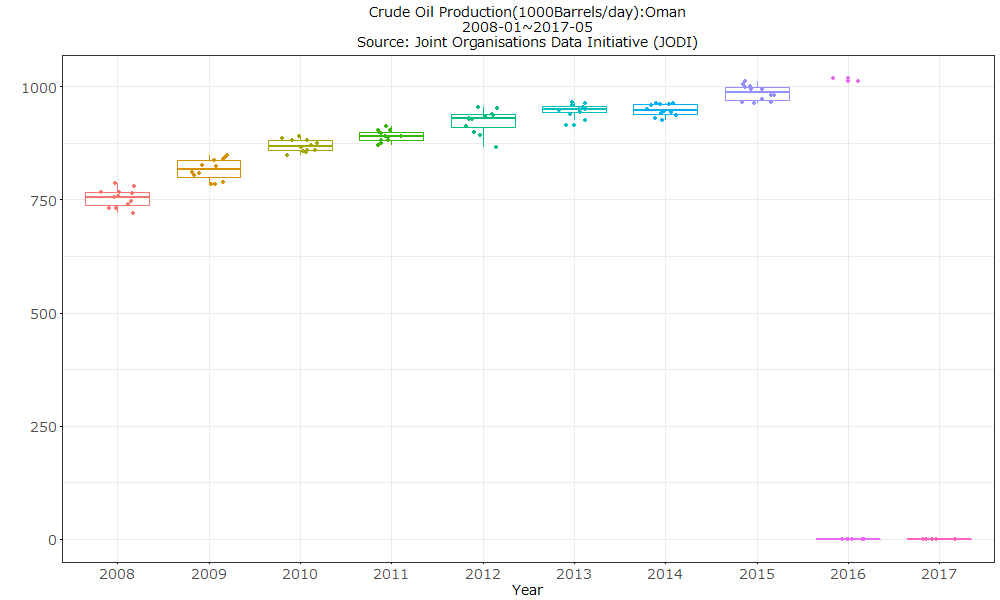 Crude Oil Production(1000Barrels/day):Oman
2008-01~2017-05
Source: Joint Organisations Data Initiative (JODI)
1000
750
500
250
0
2008 2009 2010 2011 2012 2013 2014 2015 2016 2017
Year